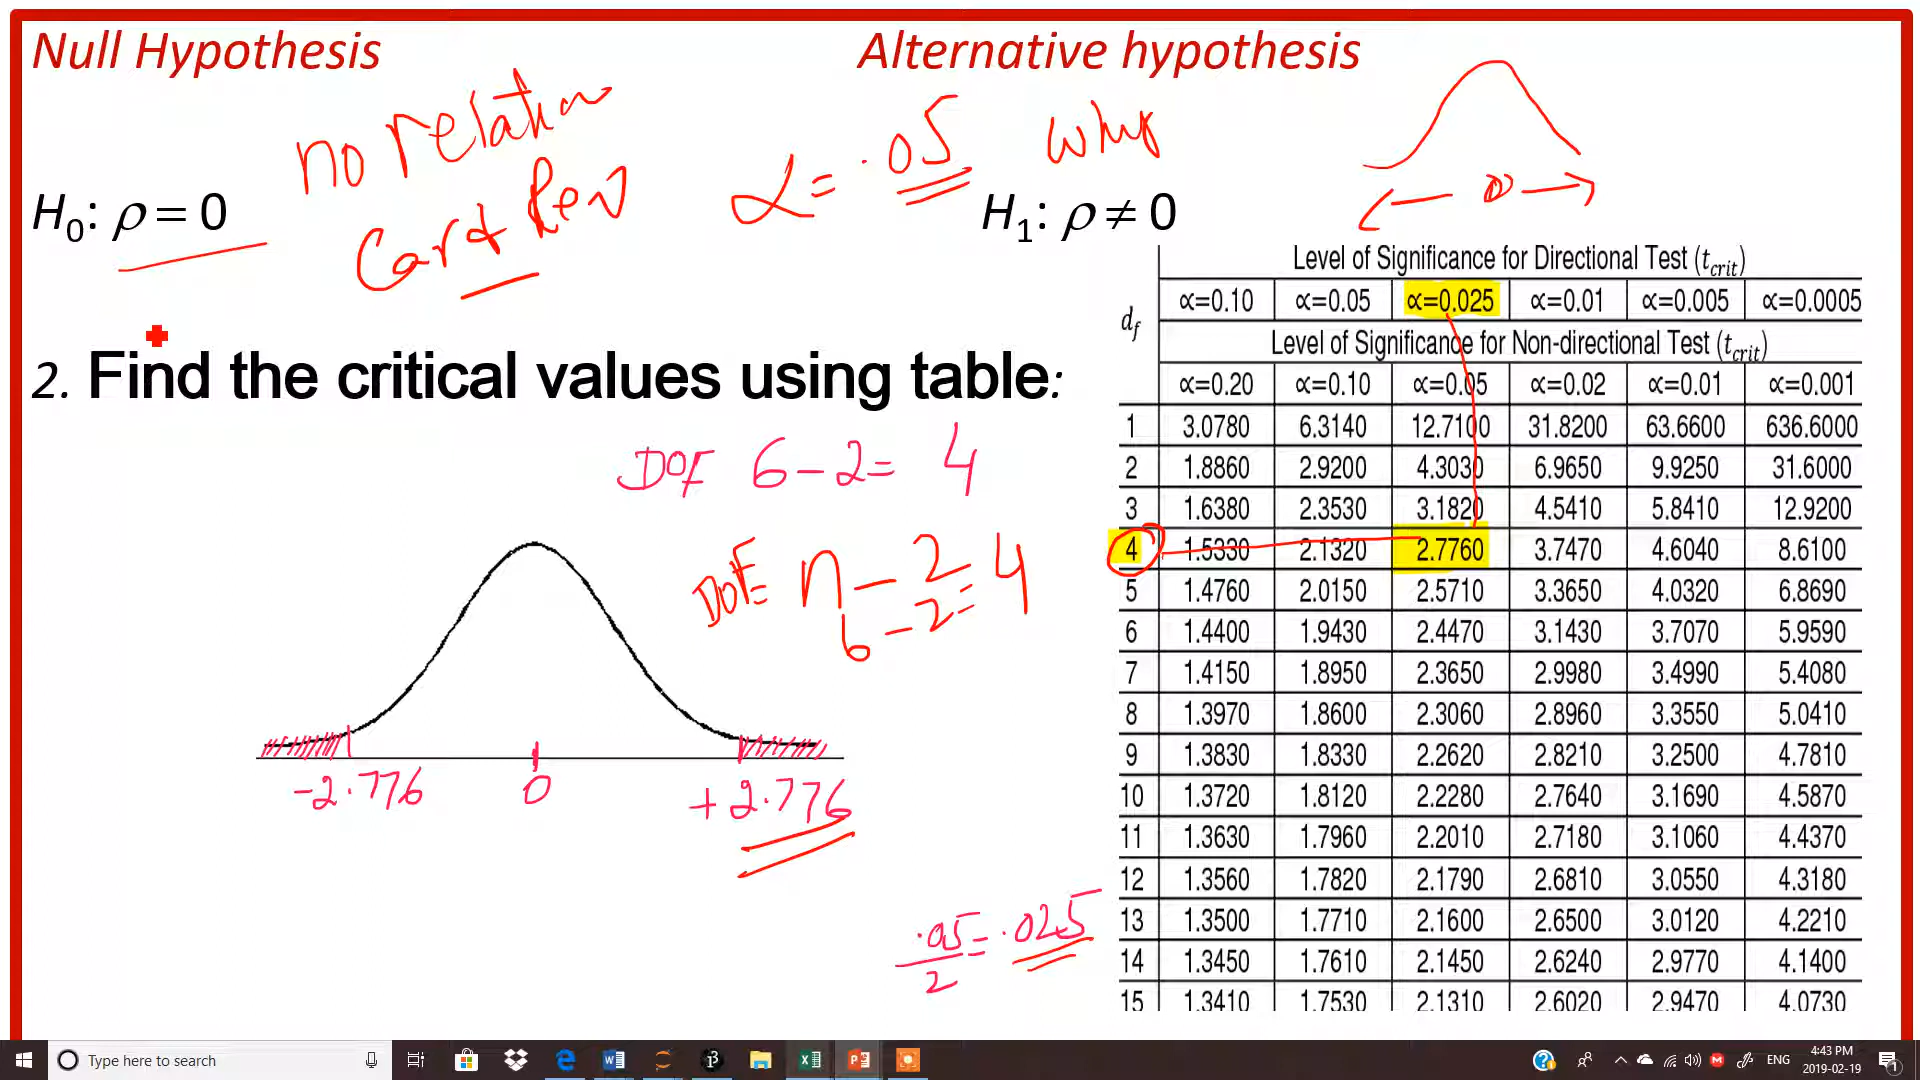 Null Hypothesis
Alternative hypothesis
no relation
Car & Rev
α = .05
why
H0: ρ = 0
H1: ρ ≠ 0
∞
2. Find the critical values using table:
DOF 6 - 2 = 4
DOF = n - 2 = 4
6 - 2 =
-2.776 0 +2.776
.05/2 = .025
Level of Significance for Directional Test (tcrit)
df ∝=0.10 ∝=0.05 ∝=0.025 ∝=0.01 ∝=0.005 ∝=0.0005
Level of Significance for Non-directional Test (tcrit)
∝=0.20 ∝=0.10 ∝=0.05 ∝=0.02 ∝=0.01 ∝=0.001
1 3.0780 6.3140 12.7100 31.8200 63.6600 636.6000
2 1.8860 2.9200 4.3030 6.9650 9.9250 31.6000
3 1.6380 2.3530 3.1820 4.5410 5.8410 12.9200
4 1.5330 2.1320 2.7760 3.7470 4.6040 8.6100
5 1.4760 2.0150 2.5710 3.3650 4.0320 6.8690
6 1.4400 1.9430 2.4470 3.1430 3.7070 5.9590
7 1.4150 1.8950 2.3650 2.9980 3.4990 5.4080
8 1.3970 1.8600 2.3060 2.8960 3.3550 5.0410
9 1.3830 1.8330 2.2620 2.8210 3.2500 4.7810
10 1.3720 1.8120 2.2280 2.7640 3.1690 4.5870
11 1.3630 1.7960 2.2010 2.7180 3.1060 4.4370
12 1.3560 1.7820 2.1790 2.6810 3.0550 4.3180
13 1.3500 1.7710 2.1600 2.6500 3.0120 4.2210
14 1.3450 1.7610 2.1450 2.6240 2.9770 4.1400
15 1.3410 1.7530 2.1310 2.6020 2.9470 4.0730
Type here to search
ENG
4:43 PM
2019-02-19